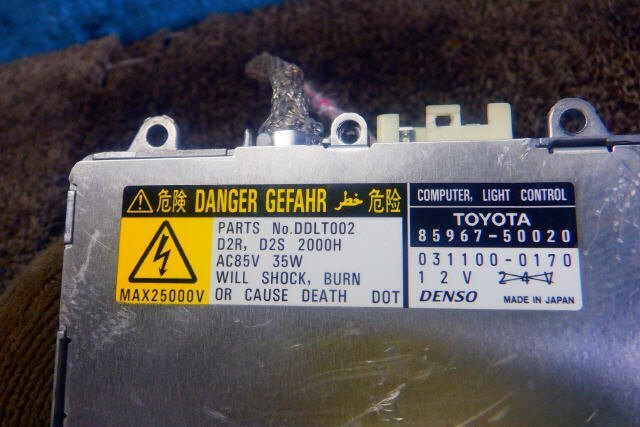 危険 DANGER GEFAHR خطر 危险
PARTS No.DDLT002
D2R, D2S 2000H
AC85V 35W
WILL SHOCK, BURN
OR CAUSE DEATH DOT
MAX25000V
COMPUTER, LIGHT CONTROL
TOYOTA
85967-50020
031100-0170
12V 24V
DENSO MADE IN JAPAN